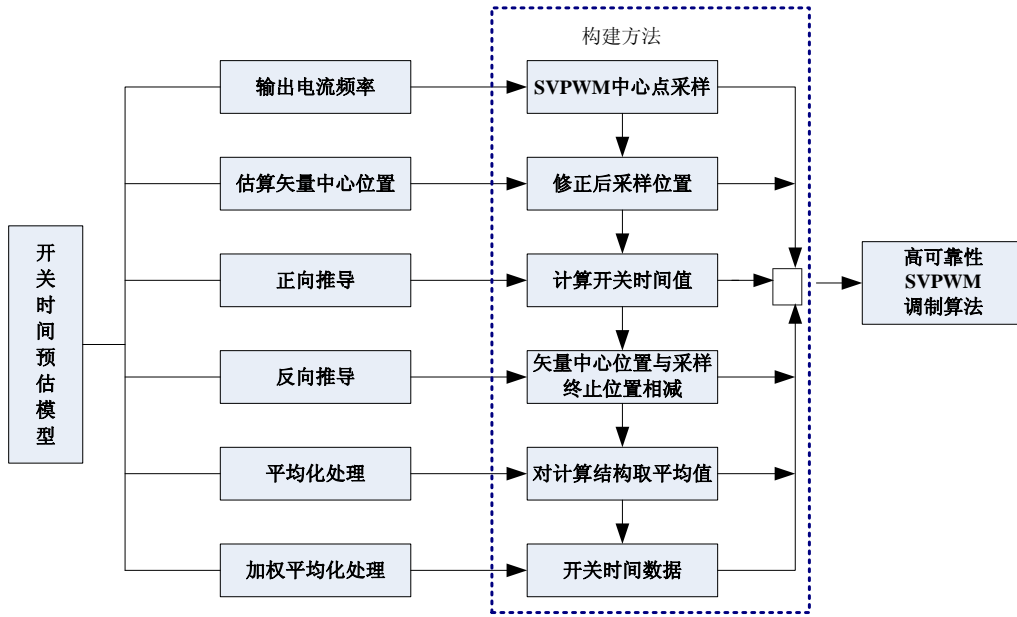 构建方法
输出电流频率
SVPWM中心点采样
估算矢量中心位置
修正后采样位置
开
关
时
间
预
估
模
型
正向推导
计算开关时间值
高可靠性
SVPWM
调制算法
反向推导
矢量中心位置与采样
终止位置相减
平均化处理
对计算结构取平均值
加权平均化处理
开关时间数据